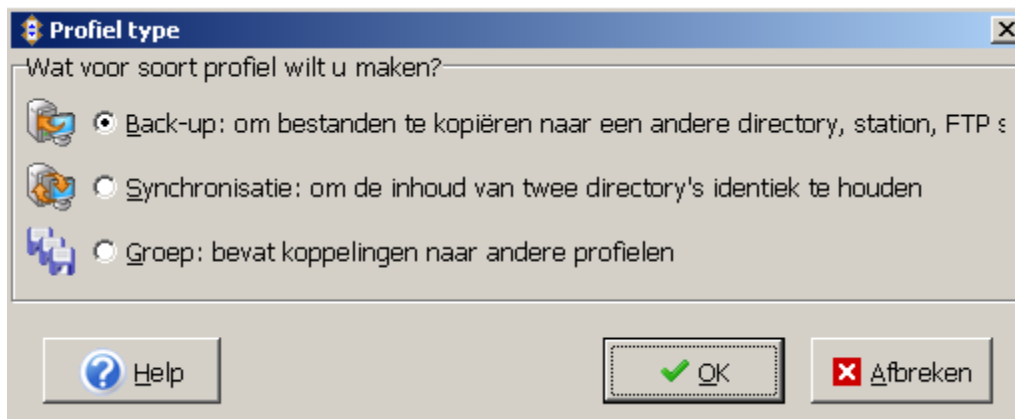 Profiel type
Wat voor soort profiel wilt u maken?
Back-up: om bestanden te kopiëren naar een andere directory, station, FTP s
Synchronisatie: om de inhoud van twee directory's identiek te houden
Groep: bevat koppelingen naar andere profielen
Help
OK
Afbreken